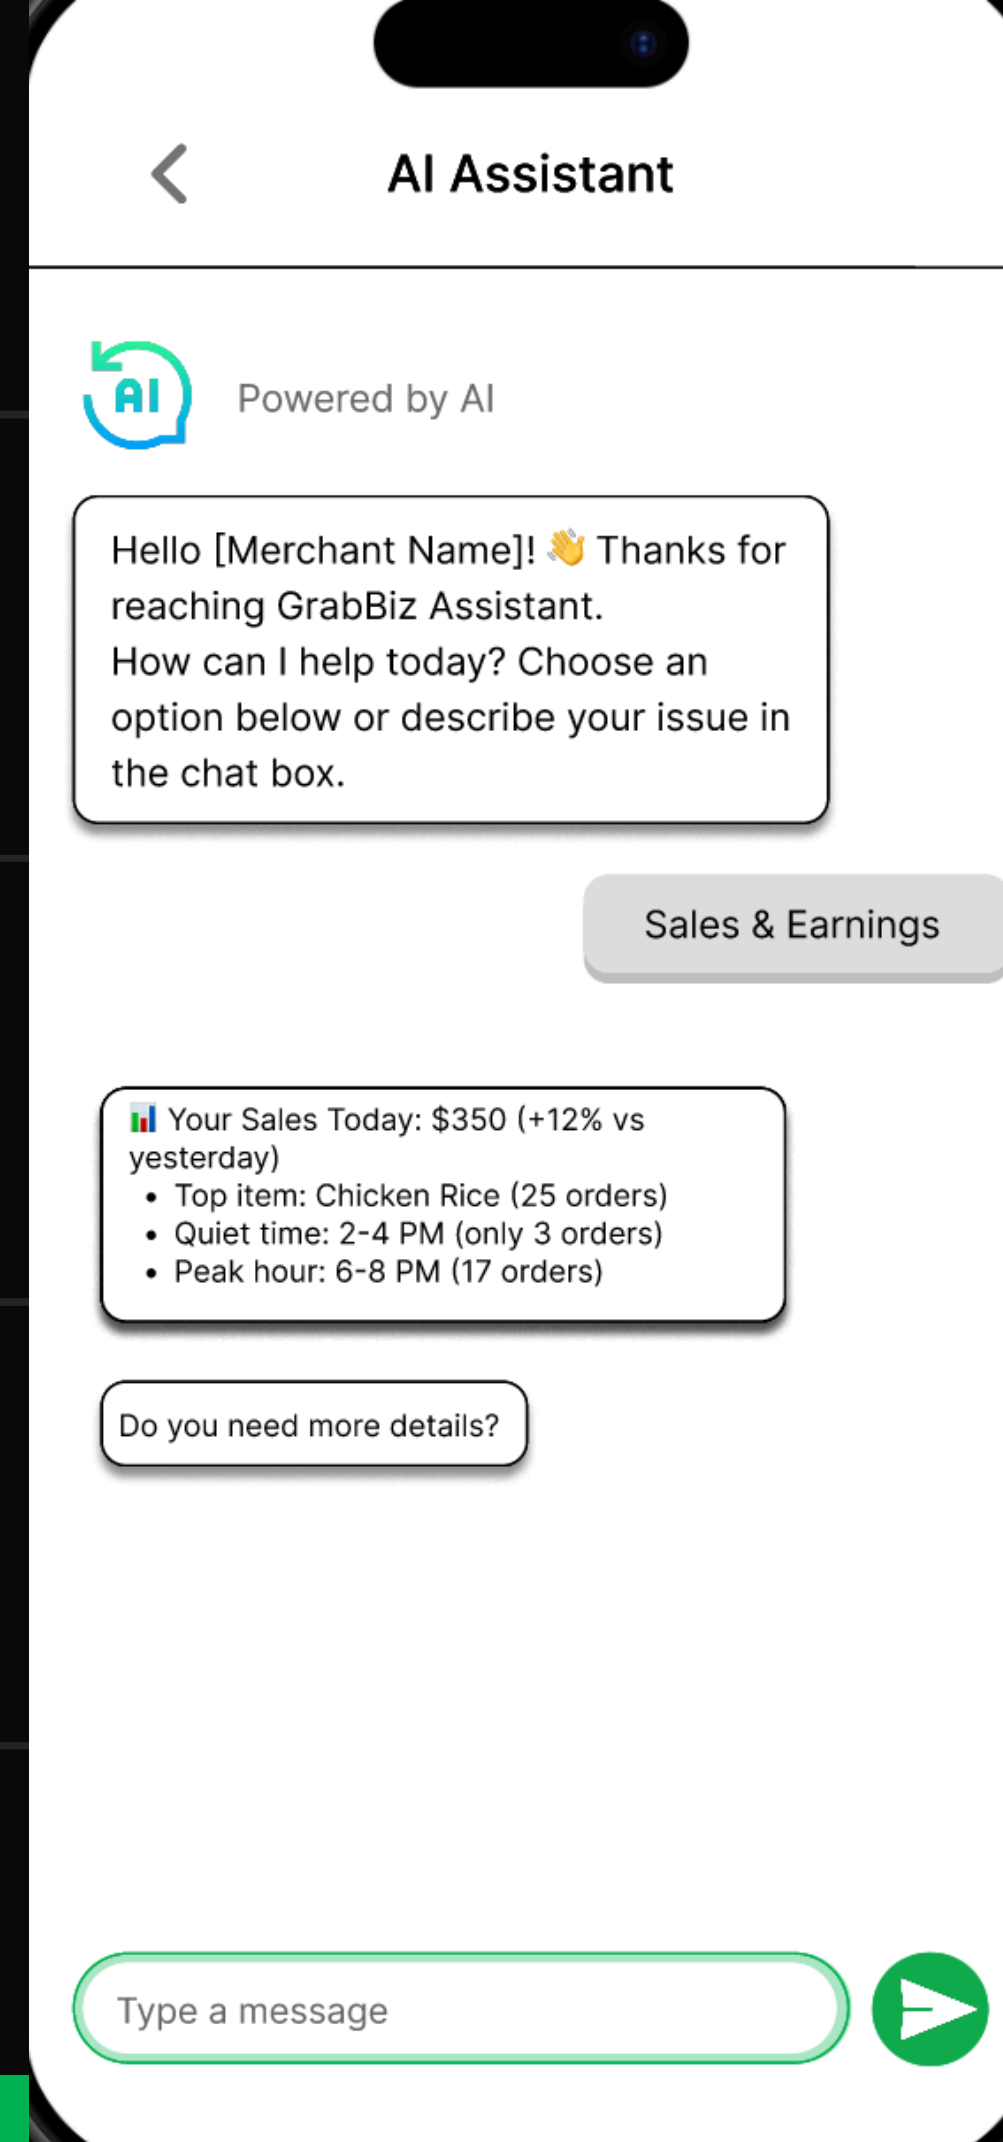 AI Assistant
AI
Powered by AI
Hello [Merchant Name]! 👋 Thanks for
reaching GrabBiz Assistant.
How can I help today? Choose an
option below or describe your issue in
the chat box.
Sales & Earnings
📊 Your Sales Today: $350 (+12% vs
yesterday)
• Top item: Chicken Rice (25 orders)
• Quiet time: 2-4 PM (only 3 orders)
• Peak hour: 6-8 PM (17 orders)
Do you need more details?
Type a message